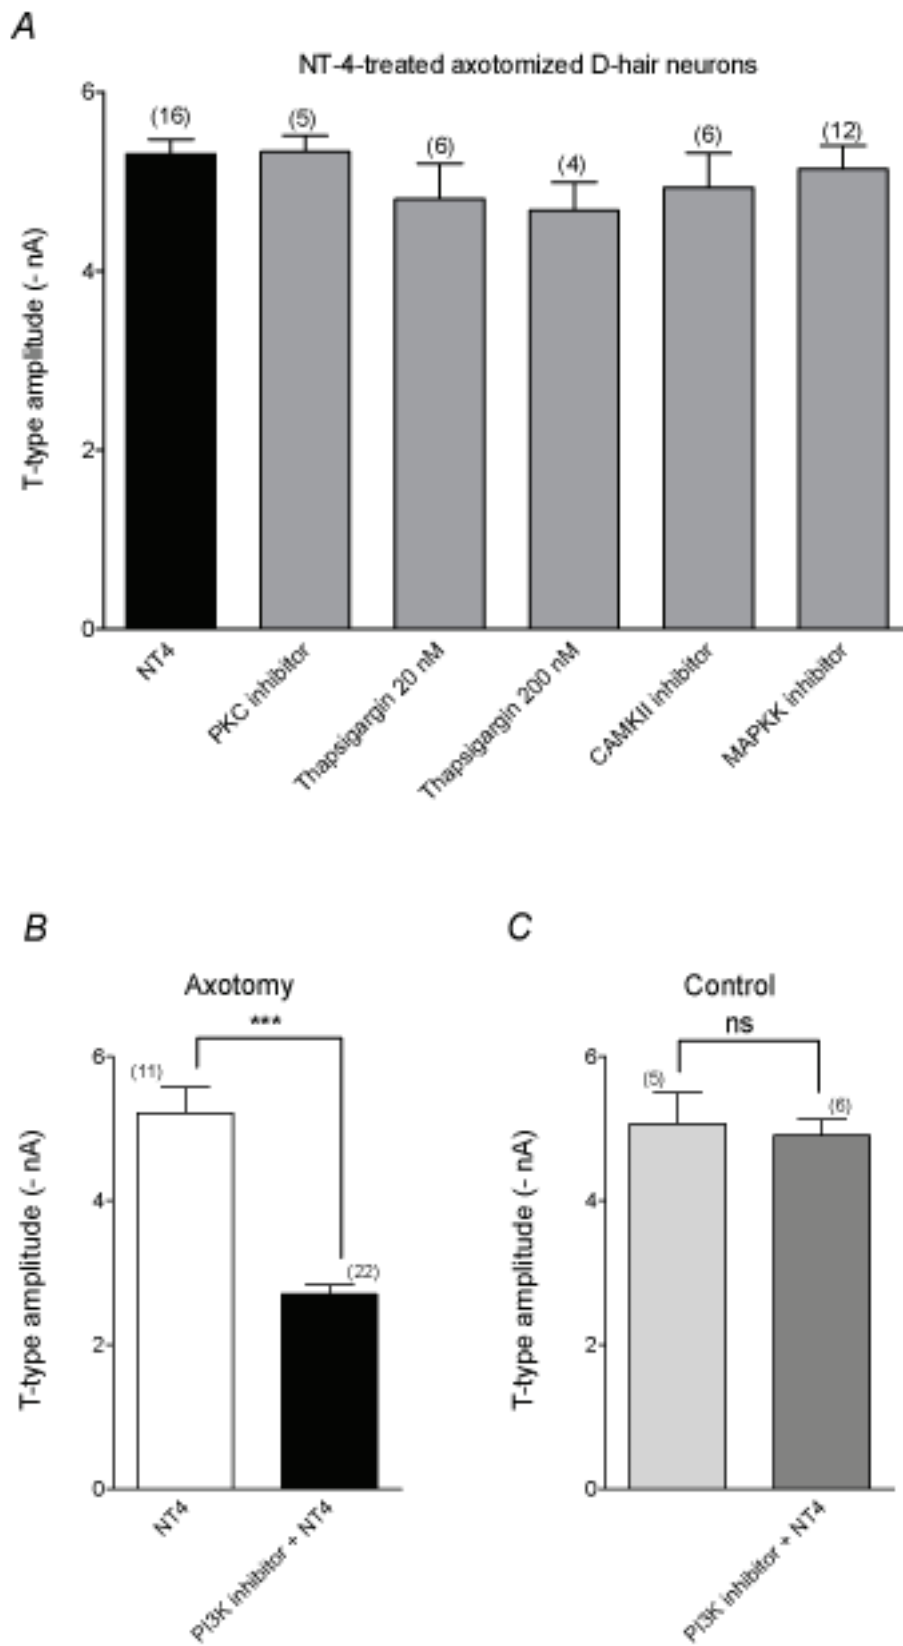 A
NT-4-treated axotomized D-hair neurons
T-type amplitude (- nA)
6
4
2
0
(16)
(5)
(6)
(4)
(6)
(12)
NT4
PKC inhibitor
Thapsigargin 20 nM
Thapsigargin 200 nM
CAMKII inhibitor
MAPKK inhibitor
B
Axotomy
***
T-type amplitude (- nA)
6
4
2
0
(11)
(22)
NT4
PI3K inhibitor + NT4
C
Control
ns
T-type amplitude (- nA)
6
4
2
0
(5)
(6)
PI3K inhibitor + NT4